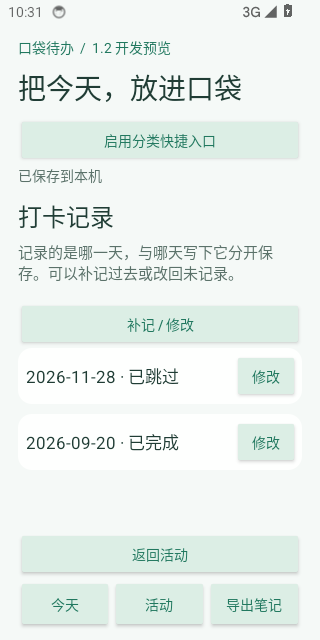 10:31
3G
口袋待办 / 1.2 开发预览
把今天，放进口袋
启用分类快捷入口
已保存到本机
打卡记录
记录的是哪一天，与哪天写下它分开保
存。可以补记过去或改回未记录。
补记 / 修改
2026-11-28 · 已跳过
修改
2026-09-20 · 已完成
修改
返回活动
今天
活动
导出笔记